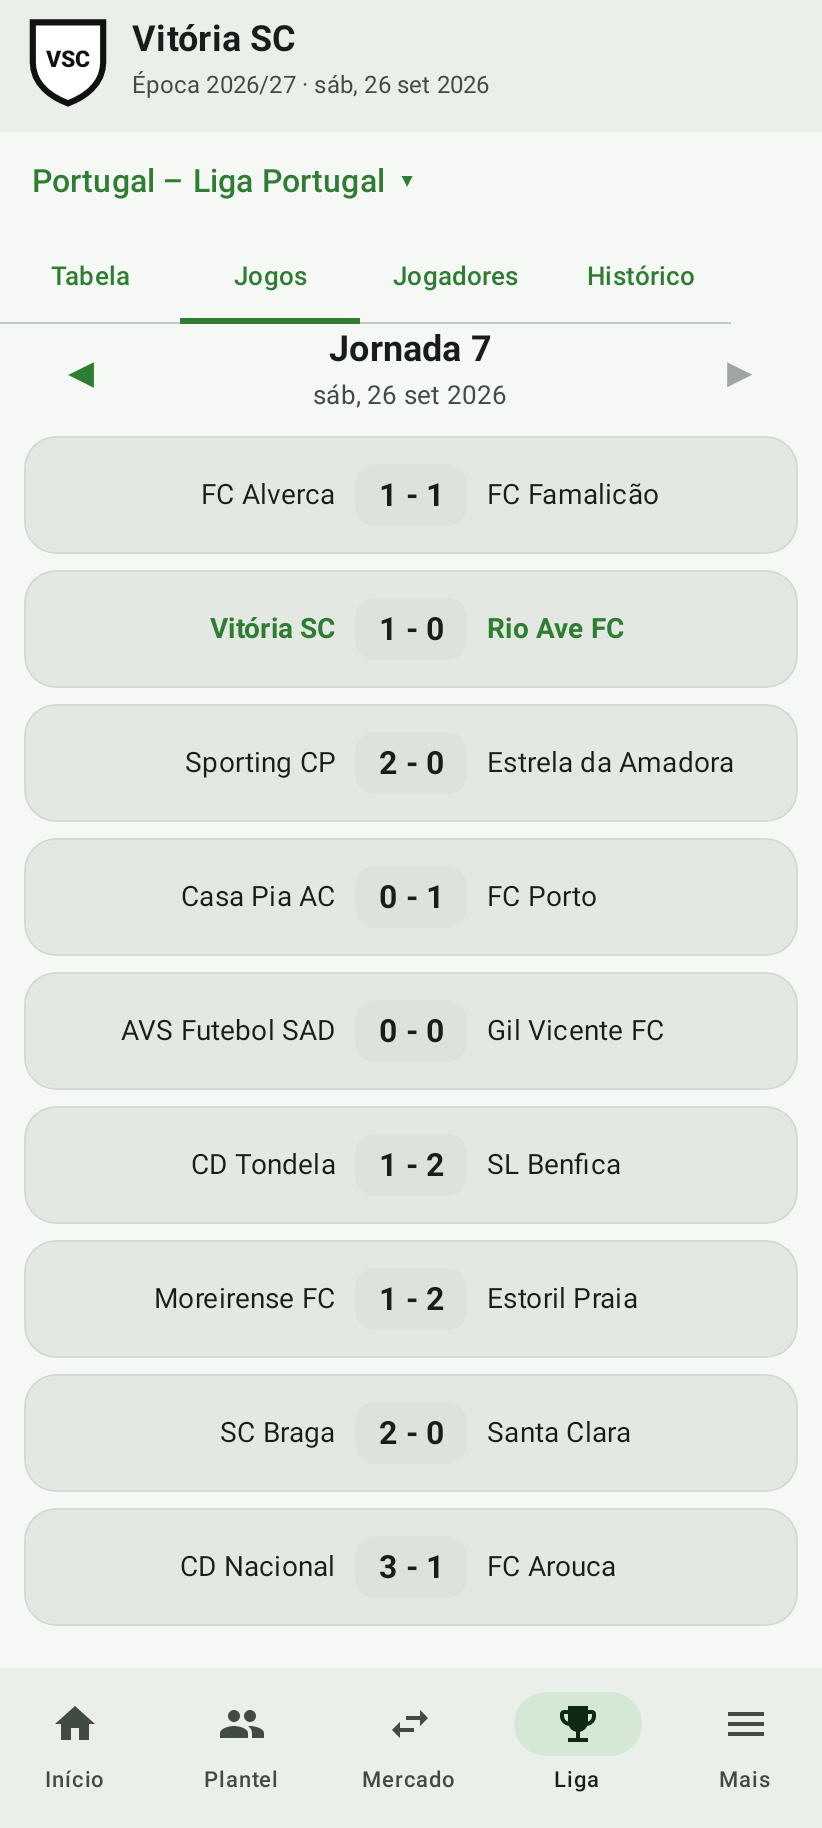 VSC
Vitória SC
Época 2026/27 · sáb, 26 set 2026
Portugal – Liga Portugal ▼
Tabela Jogos Jogadores Histórico
◀ Jornada 7 ▶
sáb, 26 set 2026
FC Alverca 1 - 1 FC Famalicão
Vitória SC 1 - 0 Rio Ave FC
Sporting CP 2 - 0 Estrela da Amadora
Casa Pia AC 0 - 1 FC Porto
AVS Futebol SAD 0 - 0 Gil Vicente FC
CD Tondela 1 - 2 SL Benfica
Moreirense FC 1 - 2 Estoril Praia
SC Braga 2 - 0 Santa Clara
CD Nacional 3 - 1 FC Arouca
Início Plantel Mercado Liga Mais